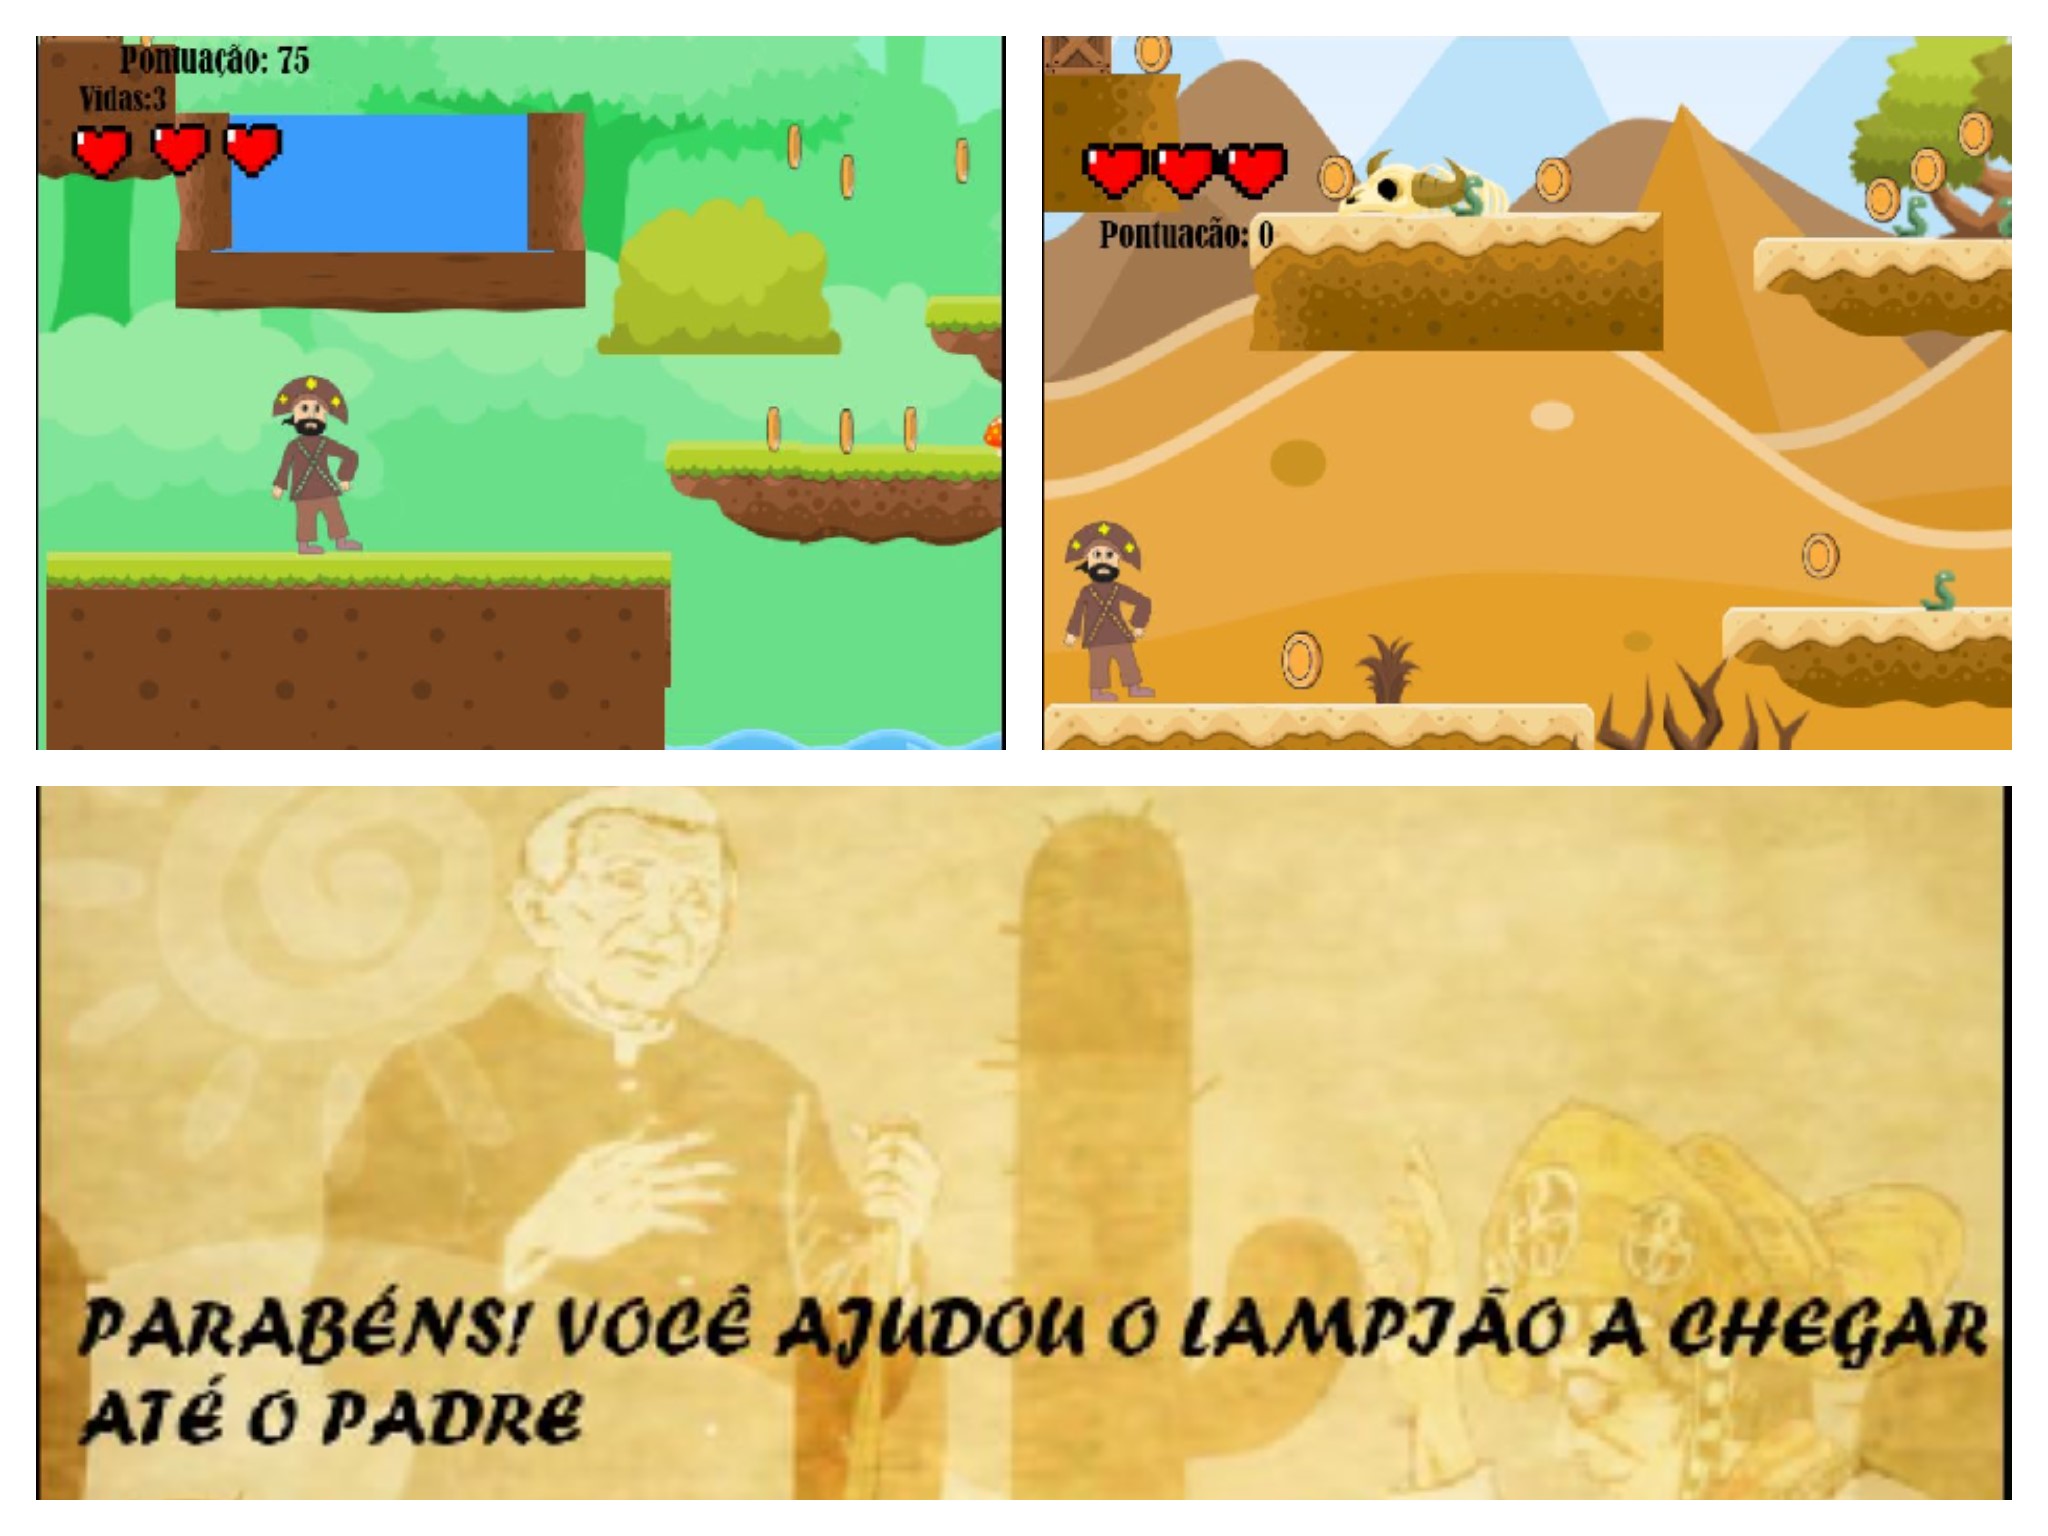 Pontuação: 75
Vidas:3
Pontuacão: 0
PARABÉNS! VOCÊ AJUDOU O LAMPIÃO A CHEGAR
ATÉ O PADRE